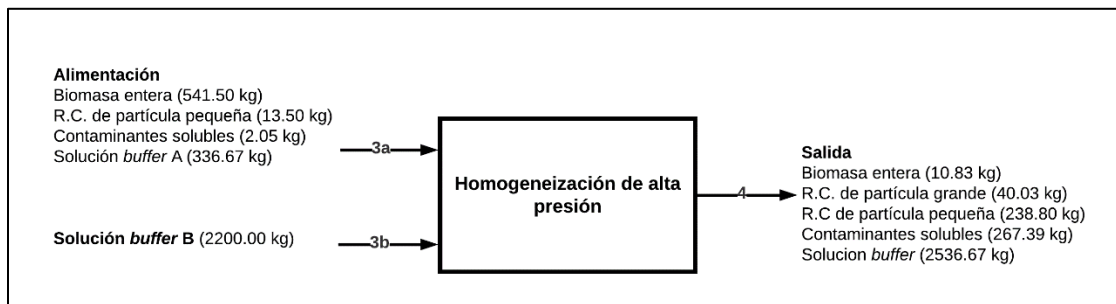 Alimentación
Biomasa entera (541.50 kg)
R.C. de partícula pequeña (13.50 kg)
Contaminantes solubles (2.05 kg)
Solución buffer A (336.67 kg)
3a
Solución buffer B (2200.00 kg)
3b
Homogeneización de alta
presión
4
Salida
Biomasa entera (10.83 kg)
R.C. de partícula grande (40.03 kg)
R.C de partícula pequeña (238.80 kg)
Contaminantes solubles (267.39 kg)
Solucion buffer (2536.67 kg)